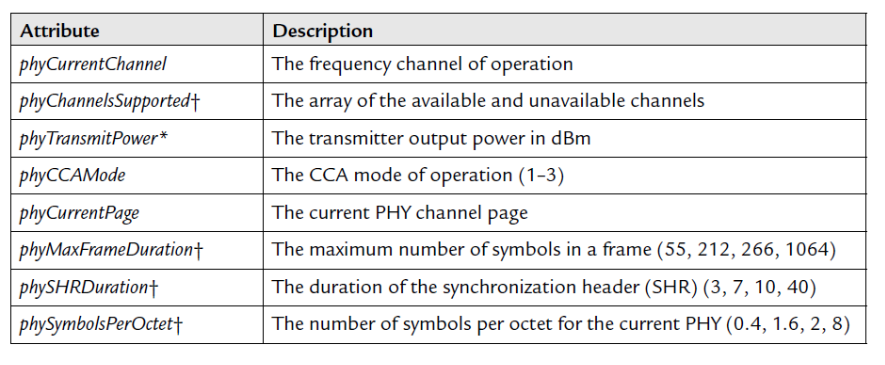 Attribute Description
phyCurrentChannel The frequency channel of operation
phyChannelsSupported† The array of the available and unavailable channels
phyTransmitPower* The transmitter output power in dBm
phyCCAMode The CCA mode of operation (1–3)
phyCurrentPage The current PHY channel page
phyMaxFrameDuration† The maximum number of symbols in a frame (55, 212, 266, 1064)
phySHRDuration† The duration of the synchronization header (SHR) (3, 7, 10, 40)
phySymbolsPerOctet† The number of symbols per octet for the current PHY (0.4, 1.6, 2, 8)